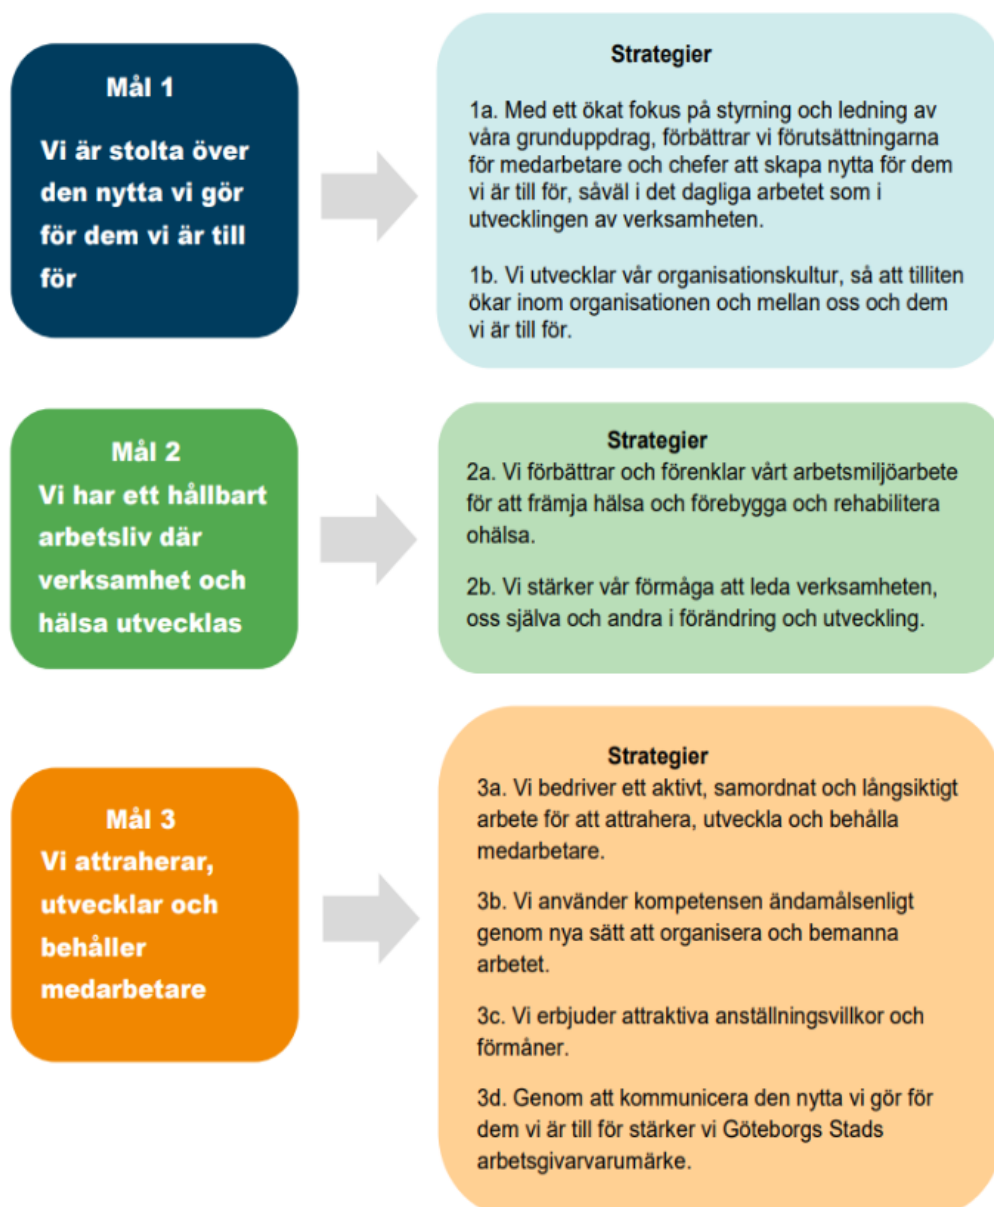 Mål 1
Vi är stolta över
den nytta vi gör
för dem vi är till
för
Strategier
1a. Med ett ökat fokus på styrning och ledning av
våra grunduppdrag, förbättrar vi förutsättningarna
för medarbetare och chefer att skapa nytta för dem
vi är till för, såväl i det dagliga arbetet som i
utvecklingen av verksamheten.
1b. Vi utvecklar vår organisationskultur, så att tilliten
ökar inom organisationen och mellan oss och dem
vi är till för.
Mål 2
Vi har ett hållbart
arbetsliv där
verksamhet och
hälsa utvecklas
Strategier
2a. Vi förbättrar och förenklar vårt arbetsmiljöarbete
för att främja hälsa och förebygga och rehabilitera
ohälsa.
2b. Vi stärker vår förmåga att leda verksamheten,
oss själva och andra i förändring och utveckling.
Mål 3
Vi attraherar,
utvecklar och
behåller
medarbetare
Strategier
3a. Vi bedriver ett aktivt, samordnat och långsiktigt
arbete för att attrahera, utveckla och behålla
medarbetare.
3b. Vi använder kompetensen ändamålsenligt
genom nya sätt att organisera och bemanna
arbetet.
3c. Vi erbjuder attraktiva anställningsvillkor och
förmåner.
3d. Genom att kommunicera den nytta vi gör för
dem vi är till för stärker vi Göteborgs Stads
arbetsgivarvarumärke.